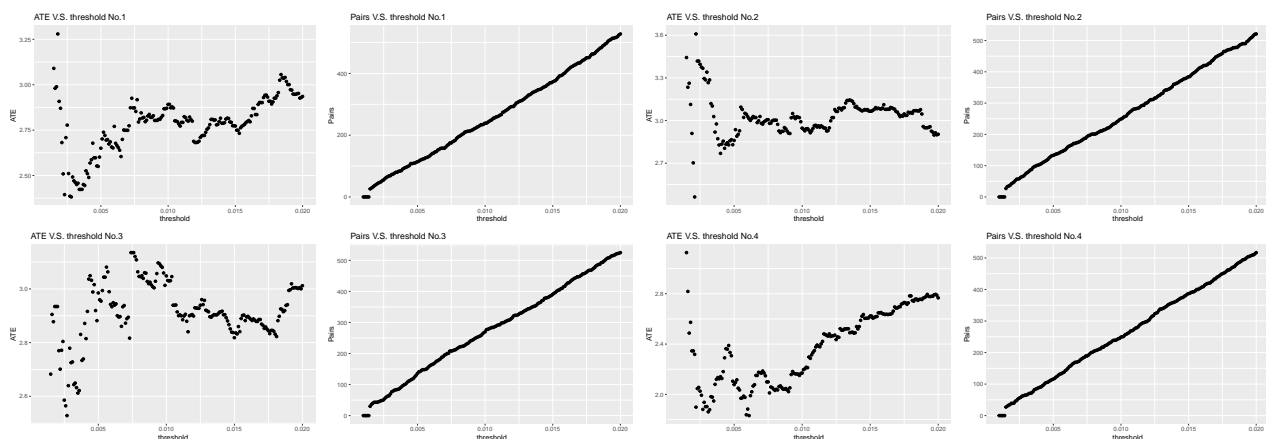 ATE V.S. threshold No.1
3.25
3.00
2.75
2.50
ATE
0.005 0.010 0.015 0.020
threshold
Pairs V.S. threshold No.1
400
200
0
Pairs
0.005 0.010 0.015 0.020
threshold
ATE V.S. threshold No.2
3.6
3.3
3.0
2.7
ATE
0.005 0.010 0.015 0.020
threshold
Pairs V.S. threshold No.2
500
400
300
200
100
0
Pairs
0.005 0.010 0.015 0.020
threshold
ATE V.S. threshold No.3
3.0
2.8
2.6
ATE
0.005 0.010 0.015 0.020
threshold
Pairs V.S. threshold No.3
500
400
300
200
100
0
Pairs
0.005 0.010 0.015 0.020
threshold
ATE V.S. threshold No.4
2.8
2.4
2.0
ATE
0.005 0.010 0.015 0.020
threshold
Pairs V.S. threshold No.4
500
400
300
200
100
0
Pairs
0.005 0.010 0.015 0.020
threshold